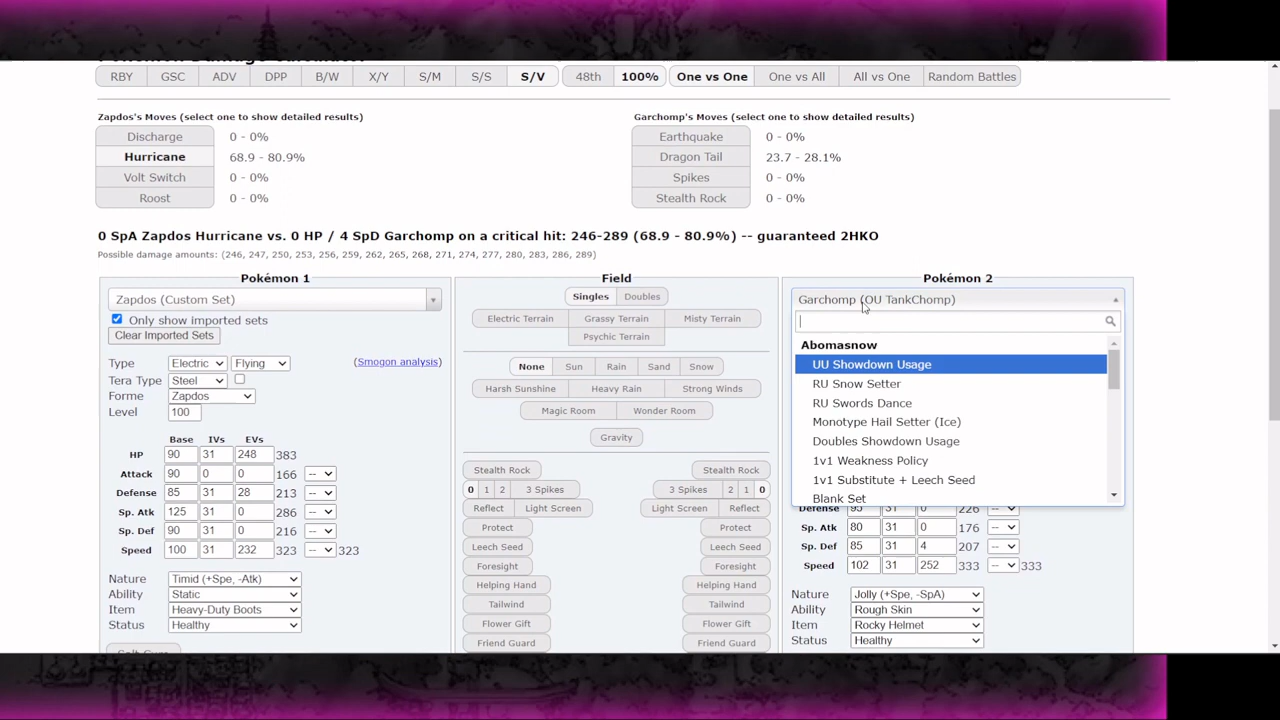 RBY GSC ADV DPP B/W X/Y S/M S/S S/V 48th 100% One vs One One vs All All vs One Random Battles
Zapdos's Moves (select one to show detailed results)
Discharge 0 - 0%
Hurricane 68.9 - 80.9%
Volt Switch 0 - 0%
Roost 0 - 0%
Garchomp's Moves (select one to show detailed results)
Earthquake 0 - 0%
Dragon Tail 23.7 - 28.1%
Spikes 0 - 0%
Stealth Rock 0 - 0%
0 SpA Zapdos Hurricane vs. 0 HP / 4 SpD Garchomp on a critical hit: 246-289 (68.9 - 80.9%) -- guaranteed 2HKO
Possible damage amounts: (246, 247, 250, 253, 256, 259, 262, 265, 268, 271, 274, 277, 280, 283, 286, 289)
Pokémon 1
Zapdos (Custom Set)
Only show imported sets
Clear Imported Sets
Type Electric Flying (Smogon analysis)
Tera Type Steel
Forme Zapdos
Level 100
Base IVs EVs
HP 90 31 248 383
Attack 90 0 0 166 --
Defense 85 31 28 213 --
Sp. Atk 125 31 0 286 --
Sp. Def 90 31 0 216 --
Speed 100 31 232 323 -- 323
Nature Timid (+Spe, -Atk)
Ability Static
Item Heavy-Duty Boots
Status Healthy
Field
Singles Doubles
Electric Terrain Grassy Terrain Misty Terrain
Psychic Terrain
None Sun Rain Sand Snow
Harsh Sunshine Heavy Rain Strong Winds
Magic Room Wonder Room
Gravity
Stealth Rock Stealth Rock
0 1 2 3 Spikes 3 Spikes 2 1 0
Reflect Light Screen Light Screen Reflect
Protect Protect
Leech Seed Leech Seed
Foresight Foresight
Helping Hand Helping Hand
Tailwind Tailwind
Flower Gift Flower Gift
Friend Guard Friend Guard
Pokémon 2
Garchomp (OU TankChomp)
Abomasnow
UU Showdown Usage
RU Snow Setter
RU Swords Dance
Monotype Hail Setter (Ice)
Doubles Showdown Usage
1v1 Weakness Policy
1v1 Substitute + Leech Seed
Blank Set
Defense 95 31 0 226 --
Sp. Atk 80 31 0 176 --
Sp. Def 85 31 4 207 --
Speed 102 31 252 333 -- 333
Nature Jolly (+Spe, -SpA)
Ability Rough Skin
Item Rocky Helmet
Status Healthy